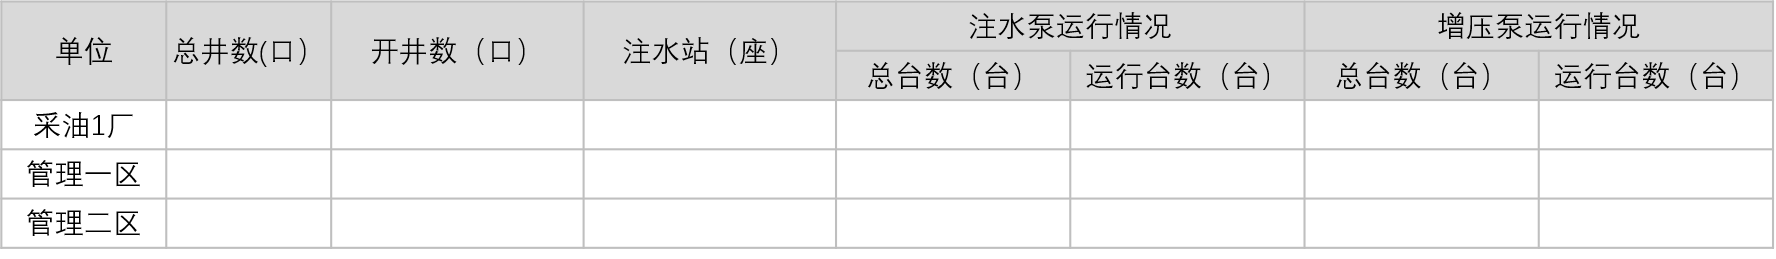 单位
总井数(口）
开井数（口）
注水站（座）
注水泵运行情况
增压泵运行情况
总台数（台）
运行台数（台）
总台数（台）
运行台数（台）
采油1厂
管理一区
管理二区